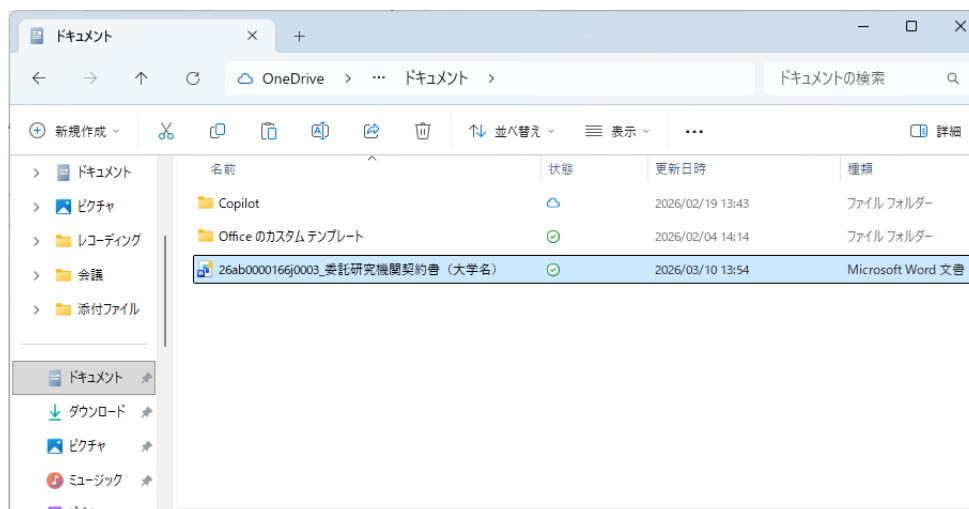 ドキュメント
OneDrive > … ドキュメント >
ドキュメントの検索
新規作成
並べ替え
表示
…
詳細
名前 状態 更新日時 種類
ドキュメント
ピクチャ
レコーディング
会議
添付ファイル
Copilot 2026/02/19 13:43 ファイル フォルダー
Office のカスタム テンプレート 2026/02/04 14:14 ファイル フォルダー
26ab0000166j0003_委託研究機関契約書（大学名） 2026/03/10 13:54 Microsoft Word 文書
ドキュメント
ダウンロード
ピクチャ
ミュージック